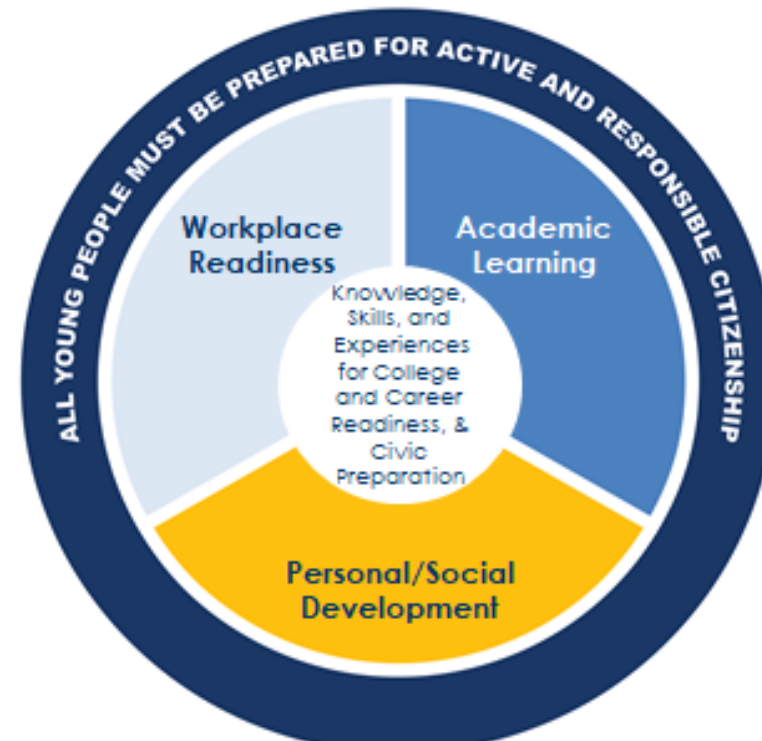 ALL YOUNG PEOPLE MUST BE PREPARED FOR ACTIVE AND RESPONSIBLE CITIZENSHIP
Workplace
Readiness
Academic
Learning
Knowledge,
Skills, and
Experiences
for College
and Career
Readiness, &
Civic
Preparation
Personal/Social
Development